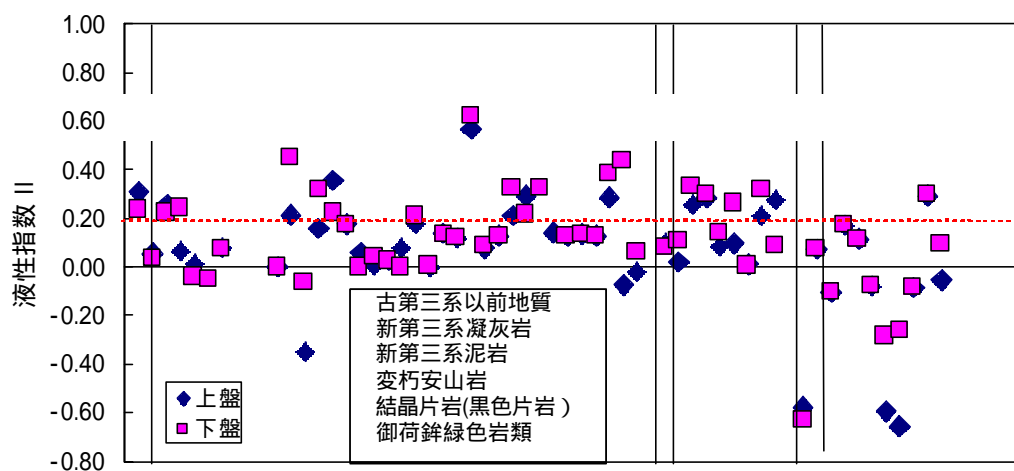 1.00
0.80
0.60
0.40
0.20
0.00
-0.20
-0.40
-0.60
-0.80
液性指数 II
古第三系以前地質
新第三系凝灰岩
新第三系泥岩
変朽安山岩
結晶片岩(黒色片岩)
御荷鉾緑色岩類
上盤
下盤